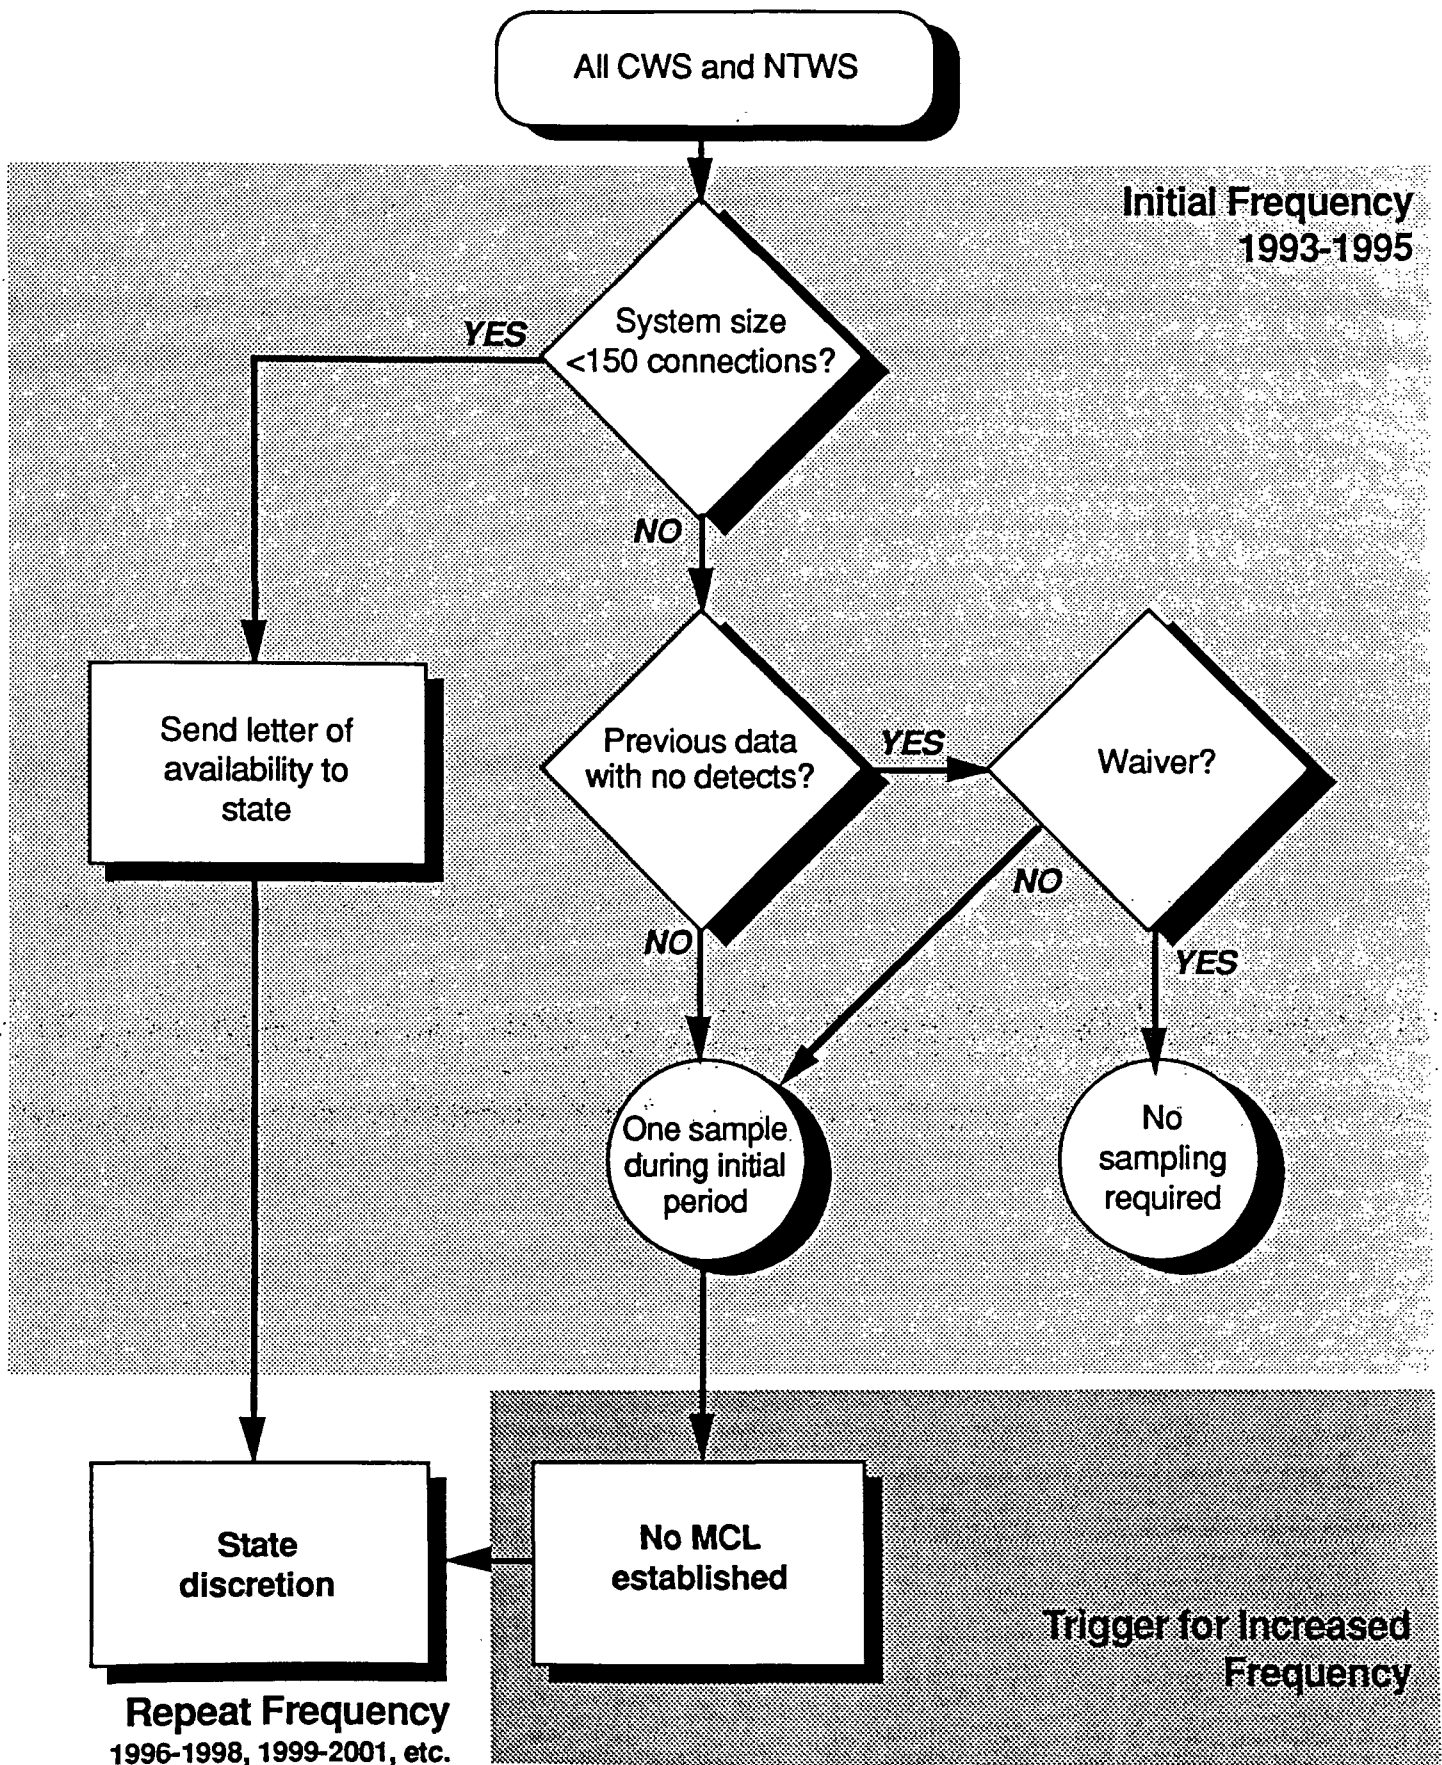 All CWS and NTWS
Initial Frequency
1993-1995
System size
<150 connections?
YES
NO
Send letter of
availability to
state
Previous data
with no detects?
YES
Waiver?
NO
NO
YES
One sample
during initial
period
No
sampling
required
State
discretion
No MCL
established
Trigger for Increased
Frequency
Repeat Frequency
1996-1998, 1999-2001, etc.